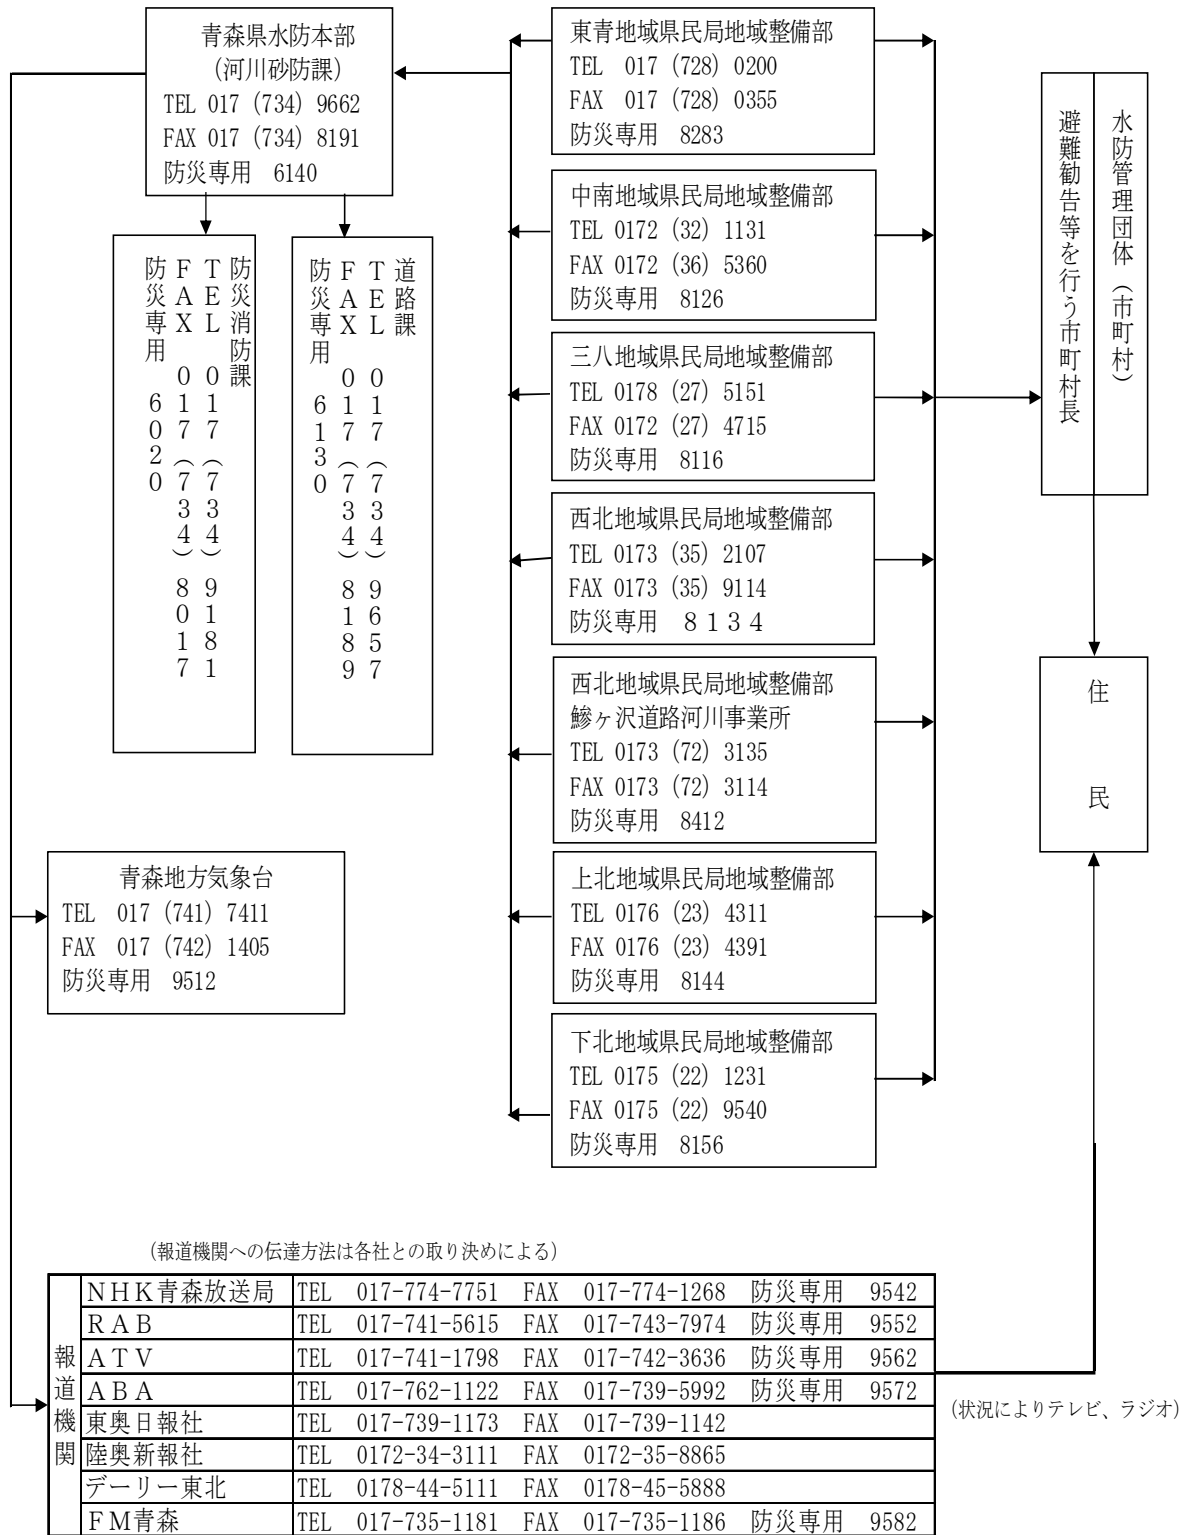 青森県水防本部
(河川砂防課)
TEL 017 (734) 9662
FAX 017 (734) 8191
防災専用 6140
防災消防課
TEL 017 (734) 9181
FAX 017 (734) 8017
防災専用 6020
道路課
TEL 017 (734) 9657
FAX 017 (734) 8189
防災専用 6130
青森地方気象台
TEL 017 (741) 7411
FAX 017 (742) 1405
防災専用 9512
東青地域県民局地域整備部
TEL 017 (728) 0200
FAX 017 (728) 0355
防災専用 8283
中南地域県民局地域整備部
TEL 0172 (32) 1131
FAX 0172 (36) 5360
防災専用 8126
三八地域県民局地域整備部
TEL 0178 (27) 5151
FAX 0172 (27) 4715
防災専用 8116
西北地域県民局地域整備部
TEL 0173 (35) 2107
FAX 0173 (35) 9114
防災専用 8134
西北地域県民局地域整備部
鰺ヶ沢道路河川事業所
TEL 0173 (72) 3135
FAX 0173 (72) 3114
防災専用 8412
上北地域県民局地域整備部
TEL 0176 (23) 4311
FAX 0176 (23) 4391
防災専用 8144
下北地域県民局地域整備部
TEL 0175 (22) 1231
FAX 0175 (22) 9540
防災専用 8156
水防管理団体(市町村)
避難勧告等を行う市町村長
住民
(報道機関への伝達方法は各社との取り決めによる)
報道機関
NHK青森放送局 TEL 017-774-7751 FAX 017-774-1268 防災専用 9542
RAB TEL 017-741-5615 FAX 017-743-7974 防災専用 9552
ATV TEL 017-741-1798 FAX 017-742-3636 防災専用 9562
ABA TEL 017-762-1122 FAX 017-739-5992 防災専用 9572
東奥日報社 TEL 017-739-1173 FAX 017-739-1142
陸奥新報社 TEL 0172-34-3111 FAX 0172-35-8865
デーリー東北 TEL 0178-44-5111 FAX 0178-45-5888
FM青森 TEL 017-735-1181 FAX 017-735-1186 防災専用 9582
(状況によりテレビ、ラジオ)